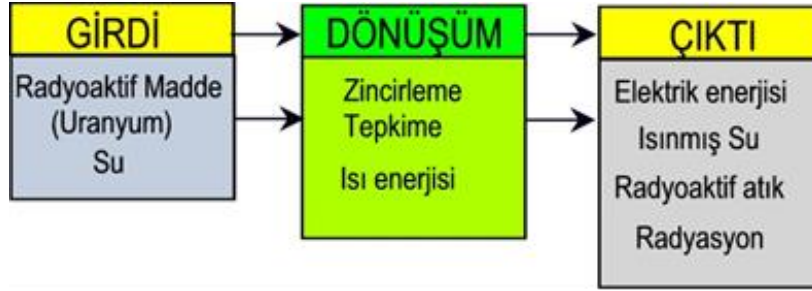 GİRDİ
Radyoaktif Madde
(Uranyum)
Su
DÖNÜŞÜM
Zincirleme
Tepkime
Isı enerjisi
ÇIKTI
Elektrik enerjisi
Isınmış Su
Radyoaktif atık
Radyasyon